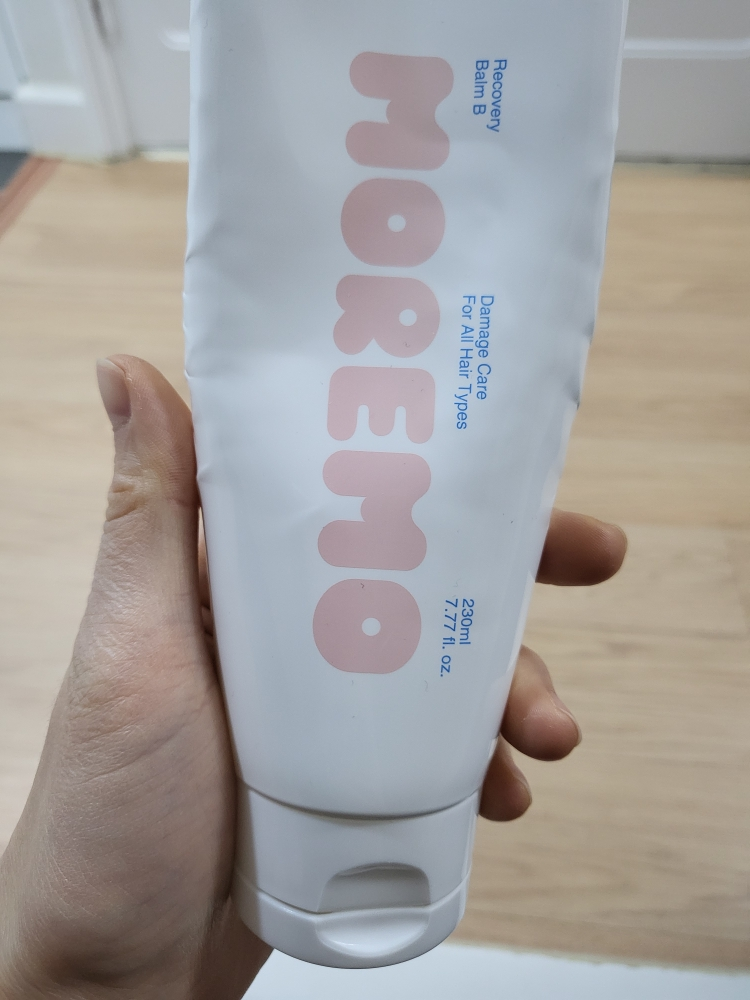 Recovery
Balm B
Damage Care
For All Hair Types
230ml
7.77 fl. oz.
MOREMO